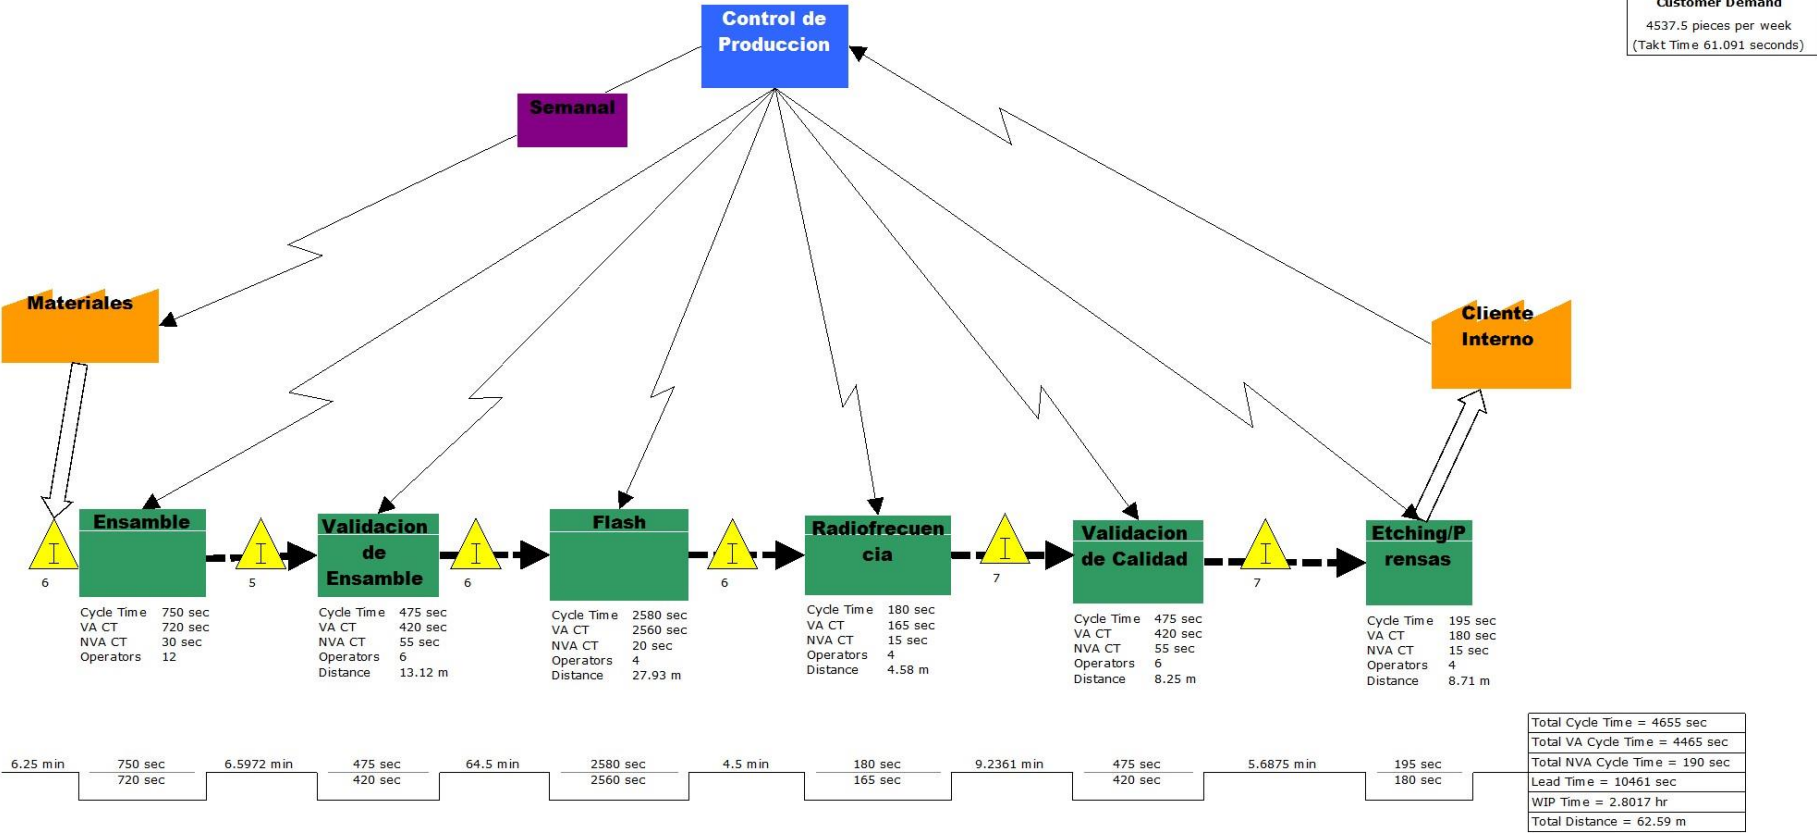 Customer Demand
4537.5 pieces per week
(Takt Time 61.091 seconds)
Control de
Produccion
Semanal
Materiales
Cliente
Interno
Ensamble
6
Cycle Time 750 sec
VA CT 720 sec
NVA CT 30 sec
Operators 12
5
Validacion
de
Ensamble
Cycle Time 475 sec
VA CT 420 sec
NVA CT 55 sec
Operators 6
Distance 13.12 m
6
Flash
Cycle Time 2580 sec
VA CT 2560 sec
NVA CT 20 sec
Operators 4
Distance 27.93 m
6
Radiofrecuen
cia
Cycle Time 180 sec
VA CT 165 sec
NVA CT 15 sec
Operators 4
Distance 4.58 m
7
Validacion
de Calidad
Cycle Time 475 sec
VA CT 420 sec
NVA CT 55 sec
Operators 6
Distance 8.25 m
7
Etching/P
rensas
Cycle Time 195 sec
VA CT 180 sec
NVA CT 15 sec
Operators 4
Distance 8.71 m
6.25 min
750 sec
720 sec
6.5972 min
475 sec
420 sec
64.5 min
2580 sec
2560 sec
4.5 min
180 sec
165 sec
9.2361 min
475 sec
420 sec
5.6875 min
195 sec
180 sec
Total Cycle Time = 4655 sec
Total VA Cycle Time = 4465 sec
Total NVA Cycle Time = 190 sec
Lead Time = 10461 sec
WIP Time = 2.8017 hr
Total Distance = 62.59 m